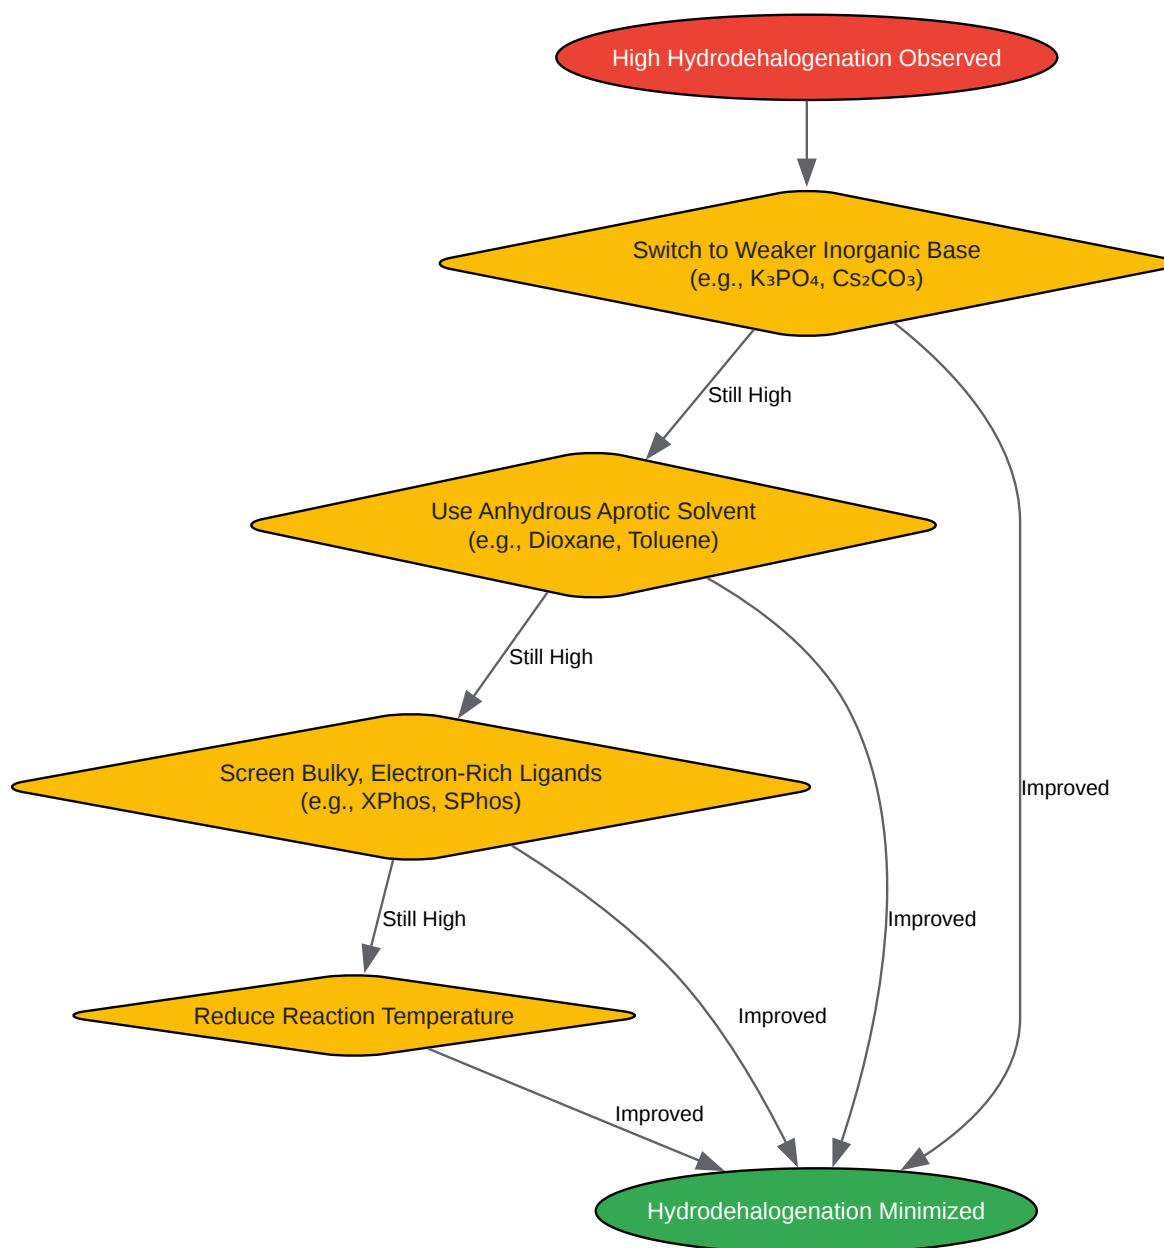 High Hydrodehalogenation Observed
Switch to Weaker Inorganic Base
(e.g., K₃PO₄, Cs₂CO₃)
Still High
Use Anhydrous Aprotic Solvent
(e.g., Dioxane, Toluene)
Still High
Screen Bulky, Electron-Rich Ligands
(e.g., XPhos, SPhos)
Improved
Still High
Improved
Reduce Reaction Temperature
Improved
Improved
Hydrodehalogenation Minimized